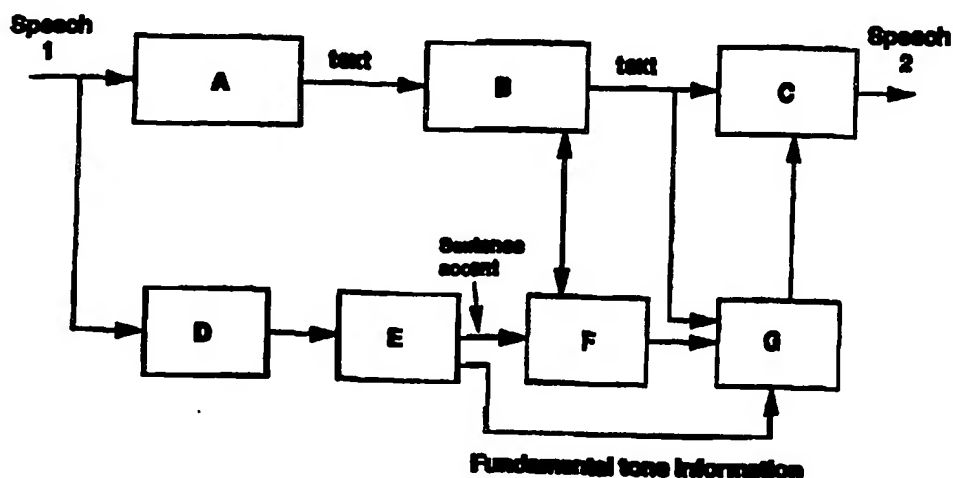 Speech
1
A
text
B
text
C
Speech
2
Sentence
accent
D
E
F
G
Fundamental tone information